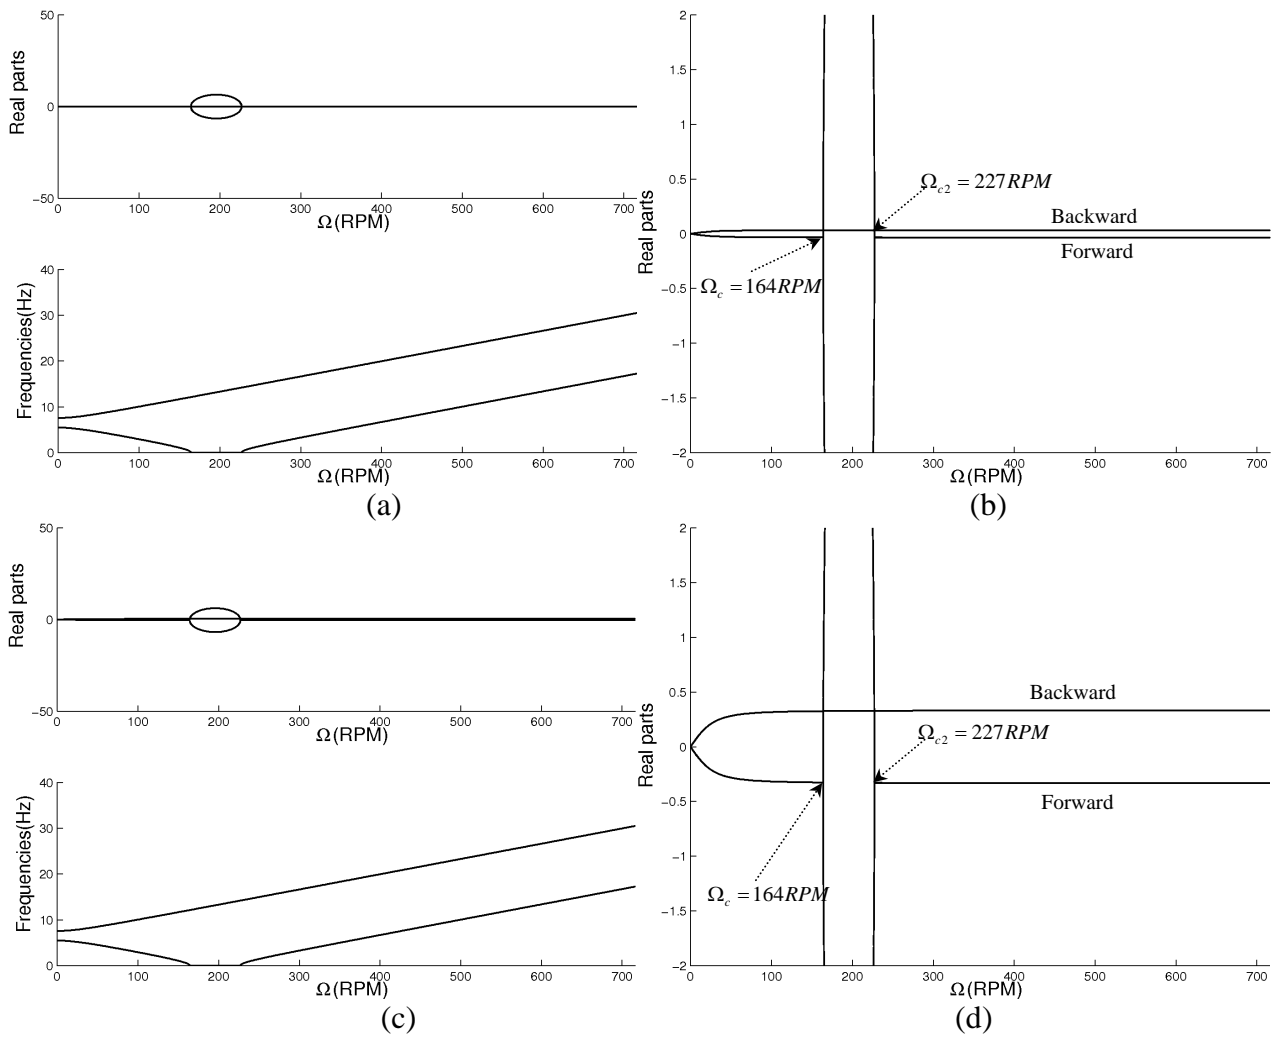 50
0
−50
Real parts
0 100 200 300 400 500 600 700
Ω(RPM)
40
30
20
10
0
Frequencies(Hz)
0 100 200 300 400 500 600 700
Ω(RPM)
(a)
2
1.5
1
0.5
0
−0.5
−1
−1.5
−2
Real parts
Ω_{c2} = 227RPM
Backward
Forward
Ω_c = 164RPM
0 100 200 300 400 500 600 700
Ω(RPM)
(b)
50
0
−50
Real parts
0 100 200 300 400 500 600 700
Ω(RPM)
40
30
20
10
0
Frequencies(Hz)
0 100 200 300 400 500 600 700
Ω(RPM)
(c)
2
1.5
1
0.5
0
−0.5
−1
−1.5
−2
Real parts
Backward
Ω_{c2} = 227RPM
Forward
Ω_c = 164RPM
0 100 200 300 400 500 600 700
Ω(RPM)
(d)